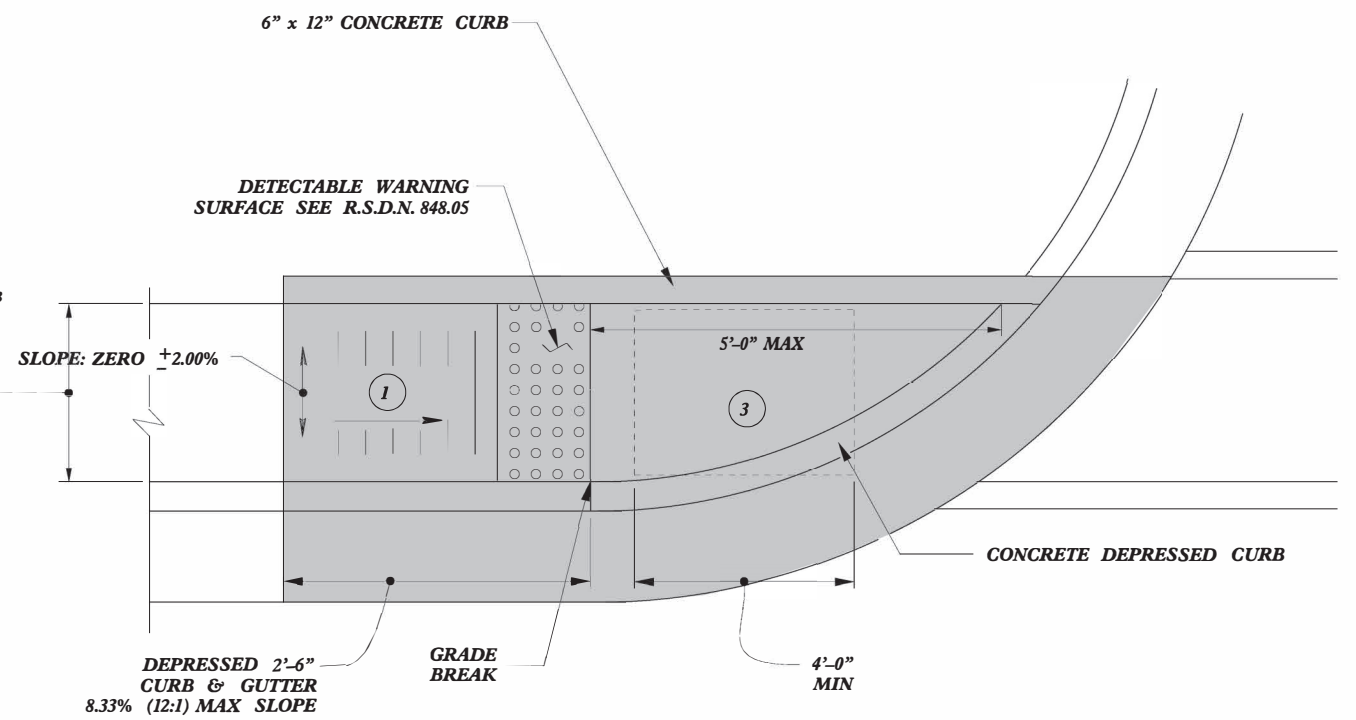 6” x 12” CONCRETE CURB
DETECTABLE WARNING
SURFACE SEE R.S.D.N. 848.05
SLOPE: ZERO ±2.00%
5’–0” MAX
1
3
CONCRETE DEPRESSED CURB
DEPRESSED 2’–6”
CURB & GUTTER
8.33% (12:1) MAX SLOPE
GRADE
BREAK
4’–0”
MIN